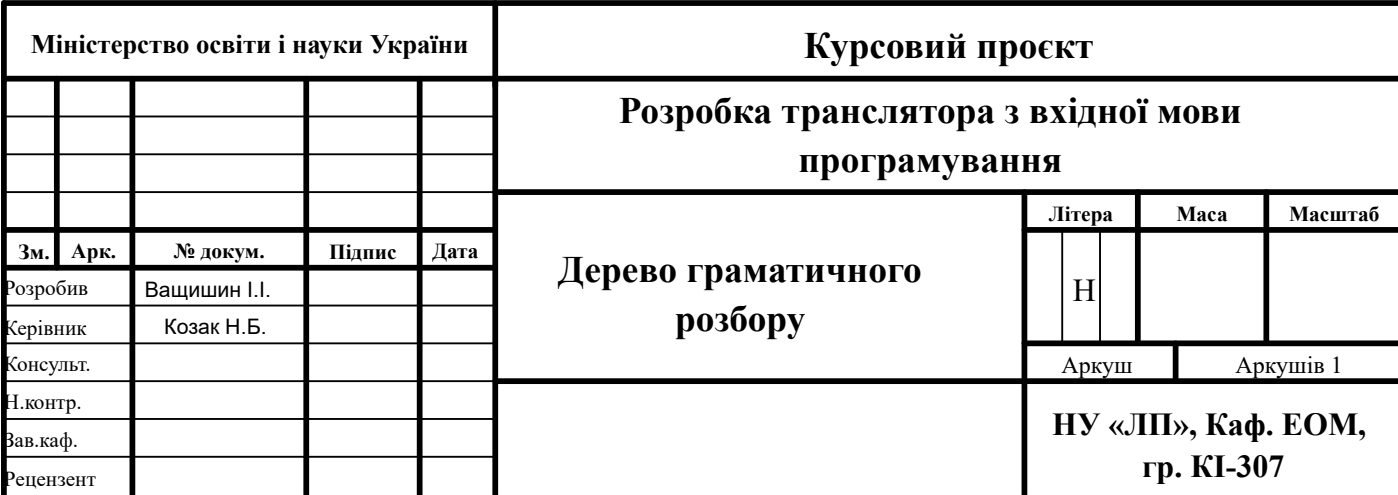 Міністерство освіти і науки України
Курсовий проєкт
Розробка транслятора з вхідної мови
програмування
Зм. Арк. № докум. Підпис Дата
Розробив Ващишин І.І.
Керівник Козак Н.Б.
Консульт.
Н.контр.
Зав.каф.
Рецензент
Дерево граматичного
розбору
Літера Маса Масштаб
Н
Аркуш Аркушів 1
НУ «ЛП», Каф. ЕОМ,
гр. КІ-307